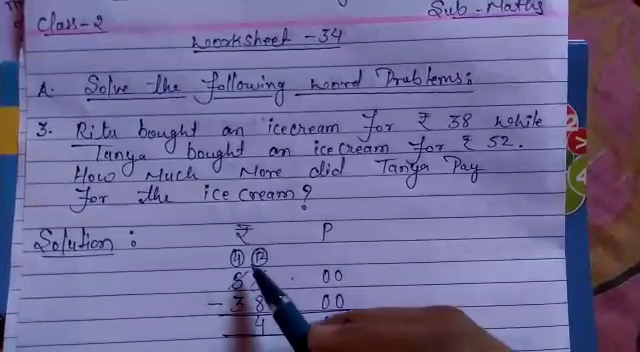 Class-2
Sub-Maths
Worksheet-34
A. Solve the following word Problems:
3. Ritu bought an icecream for ₹ 38 while
Tanya bought an ice cream for ₹ 52.
How Much More did Tanya Pay
for the ice cream?
Solution: ₹ P
4 12
5 . 00
- 38 00
4